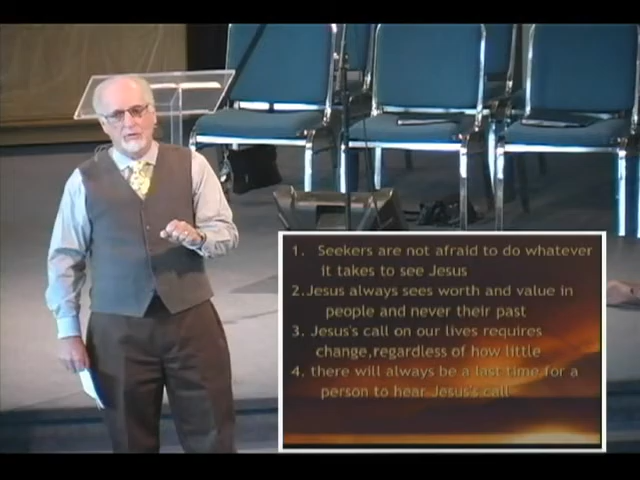 1. Seekers are not afraid to do whatever
it takes to see Jesus
2.Jesus always sees worth and value in
people and never their past
3. Jesus's call on our lives requires
change,regardless of how little
4. there will always be a last time for a
person to hear Jesus's call